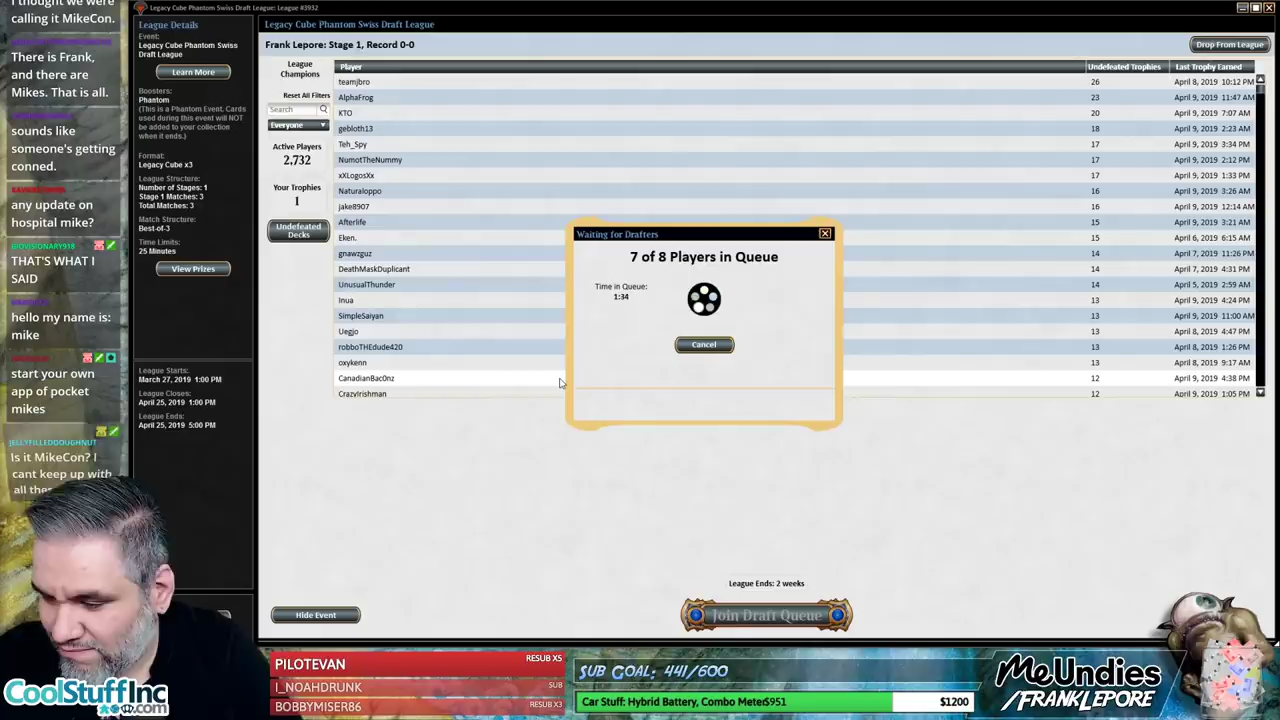 I thought we were
calling it MikeCon.
There is Frank,
and there are
Mikes. That is all.
sounds like
someone's getting
conned.
any update on
hospital mike?
BIOVISIONARY918
THAT'S WHAT I
SAID
hello my name is:
mike
start your own
app of pocket
mikes
JELLYFILLEDDOUGHNUT
Is it MikeCon? I
cant keep up with
all thes
Legacy Cube Phantom Swiss Draft League: League #3932
League Details
Event:
Legacy Cube Phantom Swiss
Draft League
Learn More
Boosters:
Phantom
(This is a Phantom Event. Cards
used during this event will NOT
be added to your collection
when it ends.)
Format:
Legacy Cube x3
League Structure:
Number of Stages: 1
Stage 1 Matches: 3
Total Matches: 3
Match Structure:
Best-of-3
Time Limits:
25 Minutes
View Prizes
League Starts:
March 27, 2019 1:00 PM
League Closes:
April 25, 2019 1:00 PM
League Ends:
April 25, 2019 5:00 PM
Legacy Cube Phantom Swiss Draft League
Frank Lepore: Stage 1, Record 0-0
Drop From League
League
Champions
Reset All Filters
Search
Everyone
Active Players
2,732
Your Trophies
1
Undefeated
Decks
Player Undefeated Trophies Last Trophy Earned
teamjbro 26 April 8, 2019 10:12 PM
AlphaFrog 23 April 9, 2019 11:47 AM
KTO 20 April 9, 2019 7:07 AM
gebloth13 18 April 9, 2019 2:23 AM
Teh_Spy 17 April 9, 2019 3:34 PM
NumotTheNummy 17 April 9, 2019 2:12 PM
xXLogosXx 17 April 9, 2019 1:33 PM
Naturaloppo 16 April 9, 2019 3:26 AM
jake8907 16 April 9, 2019 12:14 AM
Afterlife 15 April 9, 2019 3:21 AM
Eken. 15 April 6, 2019 6:15 AM
gnawzguz 14 April 7, 2019 11:26 PM
DeathMaskDuplicant 14 April 9, 2019 4:31 PM
UnusualThunder 14 April 5, 2019 2:59 AM
Inua 13 April 9, 2019 4:24 PM
SimpleSaiyan 13 April 9, 2019 11:00 AM
Uegjo 13 April 8, 2019 4:47 PM
robboTHEdude420 13 April 8, 2019 1:26 PM
oxykenn 13 April 8, 2019 9:17 AM
CanadianBac0nz 12 April 9, 2019 4:38 PM
CrazyIrishman 12 April 9, 2019 1:05 PM
Waiting for Drafters
7 of 8 Players in Queue
Time in Queue:
1:34
Cancel
League Ends: 2 weeks
Hide Event
Join Draft Queue
PILOTEVAN RESUB X5
I_NOAHDRUNK SUB
BOBBYMISER86 RESUB X3
SUB GOAL: 441/600
Car Stuff: Hybrid Battery, Combo Meter $951 $1200
MeUndies
/FRANKLEPORE
CoolStuffInc
.com